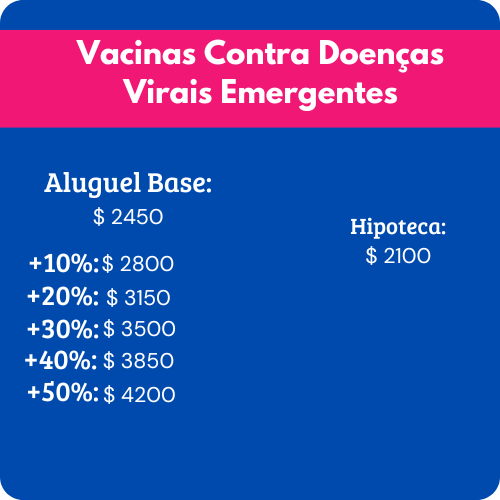 Vacinas Contra Doenças
Virais Emergentes
Aluguel Base:
$ 2450
Hipoteca:
$ 2100
+10%: $ 2800
+20%: $ 3150
+30%: $ 3500
+40%: $ 3850
+50%: $ 4200